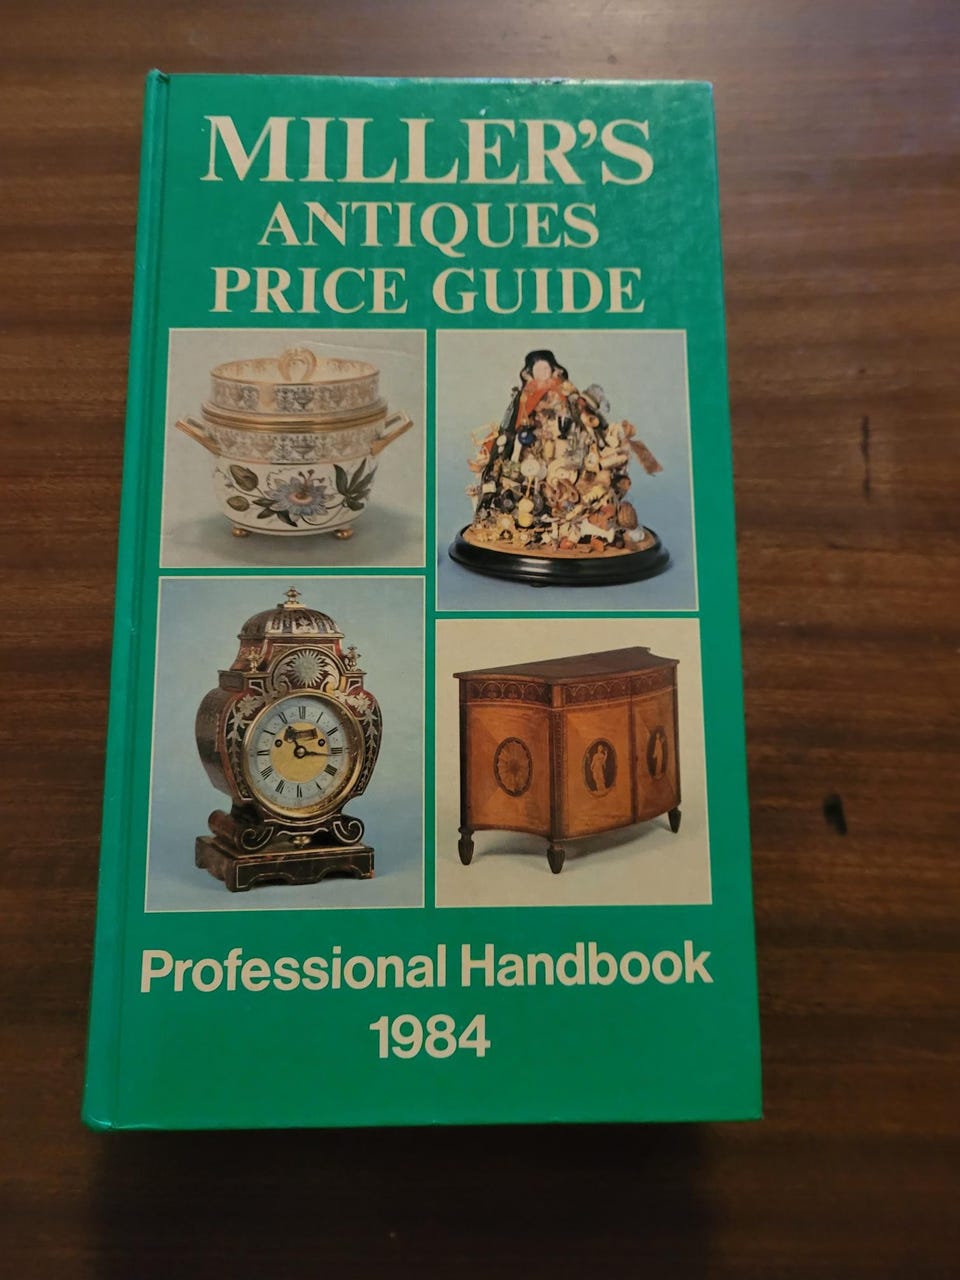 MILLER'S
ANTIQUES
PRICE GUIDE
Professional Handbook
1984